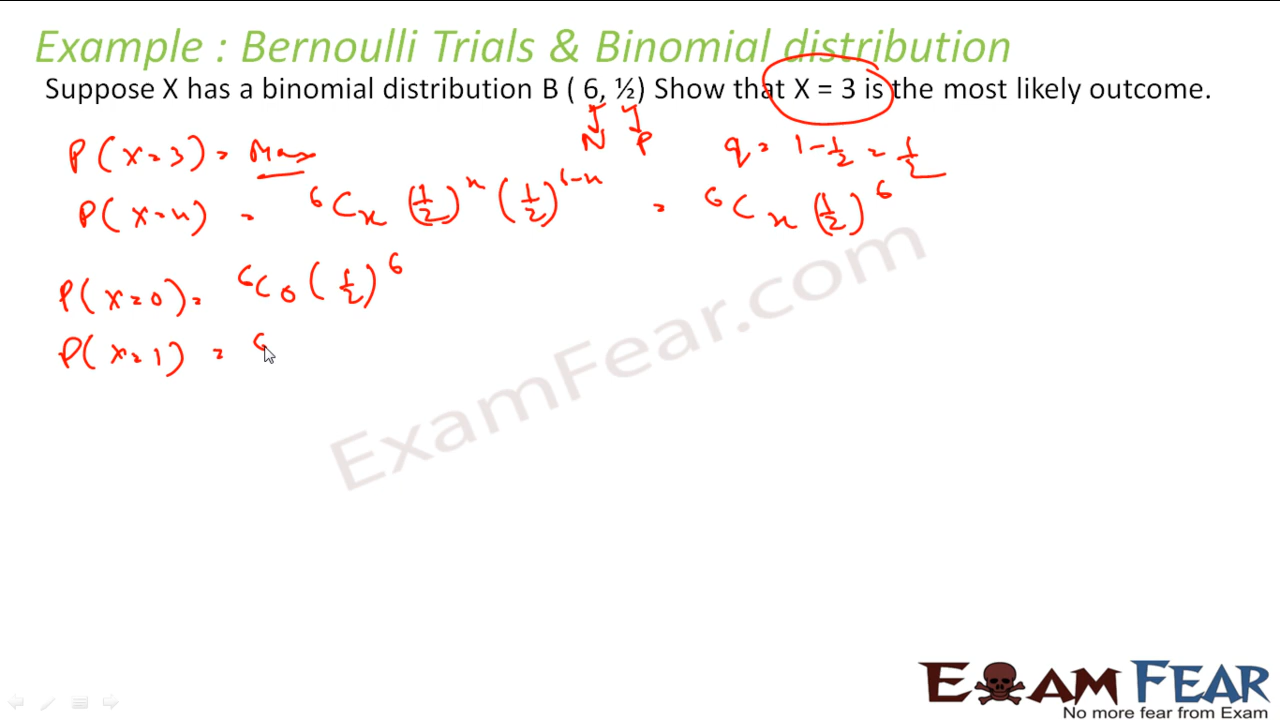 Example : Bernoulli Trials & Binomial distribution
Suppose X has a binomial distribution B ( 6, ½) Show that X = 3 is the most likely outcome.
N P
P(X=3) = Max
q = 1 - 1/2 = 1/2
P(X=x) = ⁶Cₓ (1/2)ˣ (1/2)⁶⁻ˣ = ⁶Cₓ (1/2)⁶
P(X=0) = ⁶C₀ (1/2)⁶
P(X=1) = ⁶
ExamFear.com
EXAM FEAR
No more fear from Exam